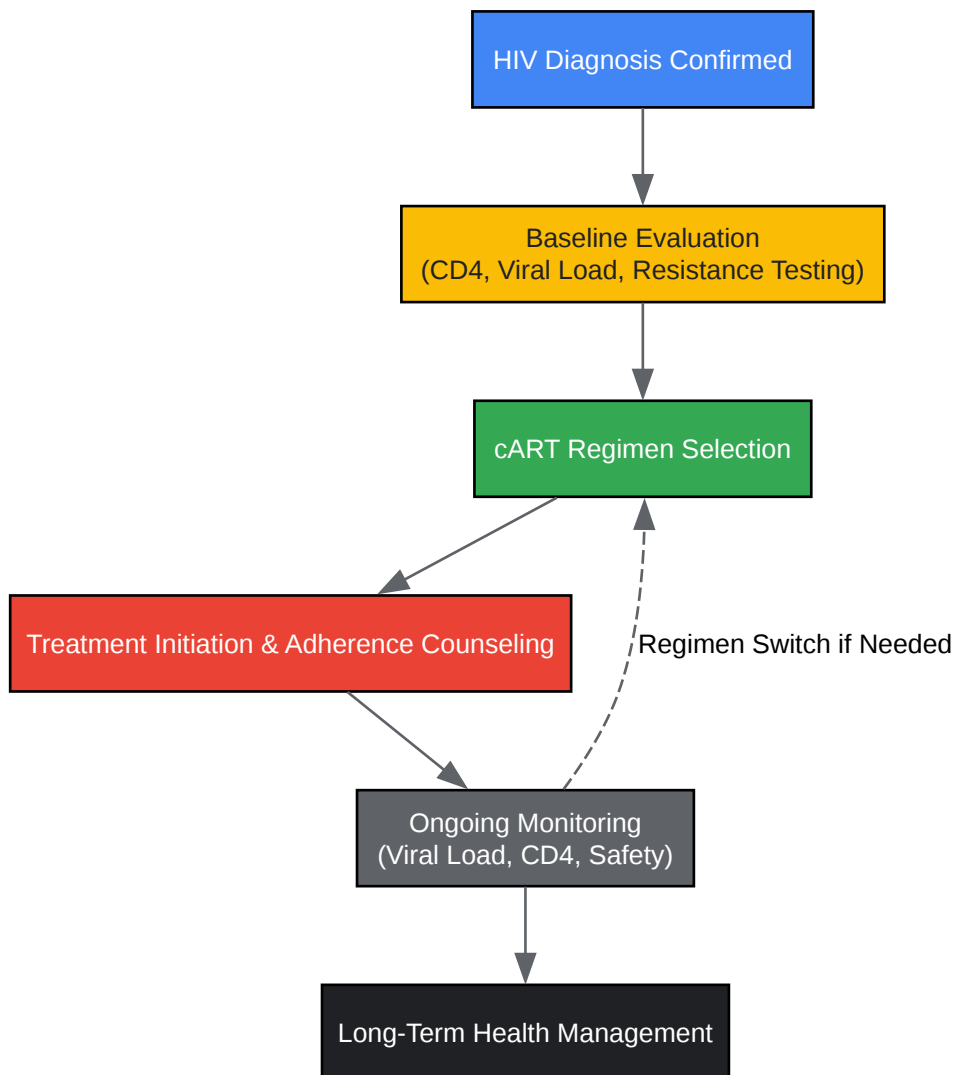 HIV Diagnosis Confirmed
Baseline Evaluation
(CD4, Viral Load, Resistance Testing)
cART Regimen Selection
Treatment Initiation & Adherence Counseling
Regimen Switch if Needed
Ongoing Monitoring
(Viral Load, CD4, Safety)
Long-Term Health Management